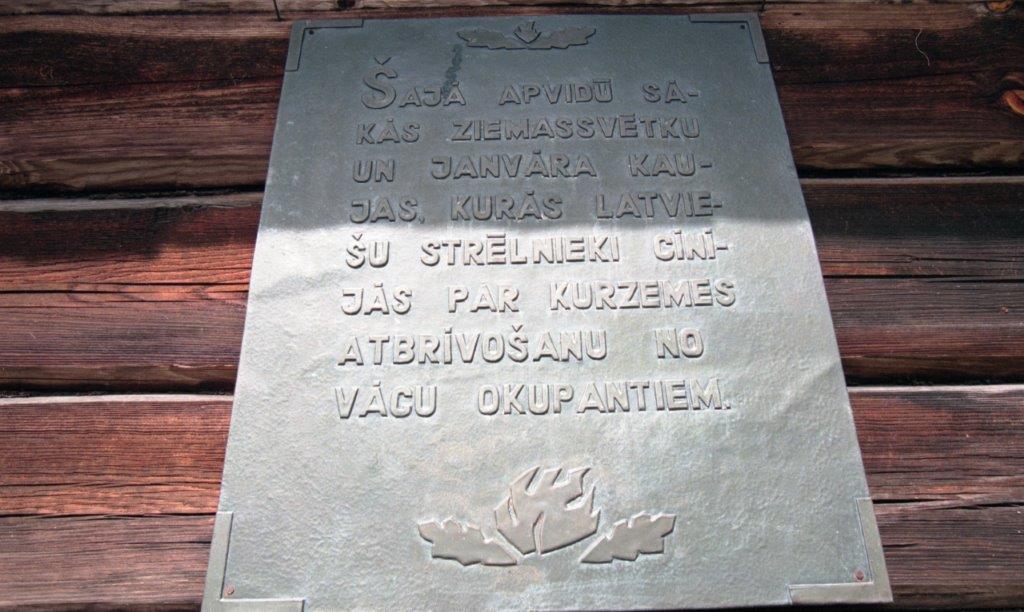 ŠAJĀ APVIDŪ SĀ-
KĀS ZIEMASSVĒTKU
UN JANVĀRA KAU-
JAS, KURĀS LATVIE-
ŠU STRĒLNIEKI CĪNĪ-
JĀS PAR KURZEMES
ATBRĪVOŠANU NO
VĀCU OKUPANTIEM.